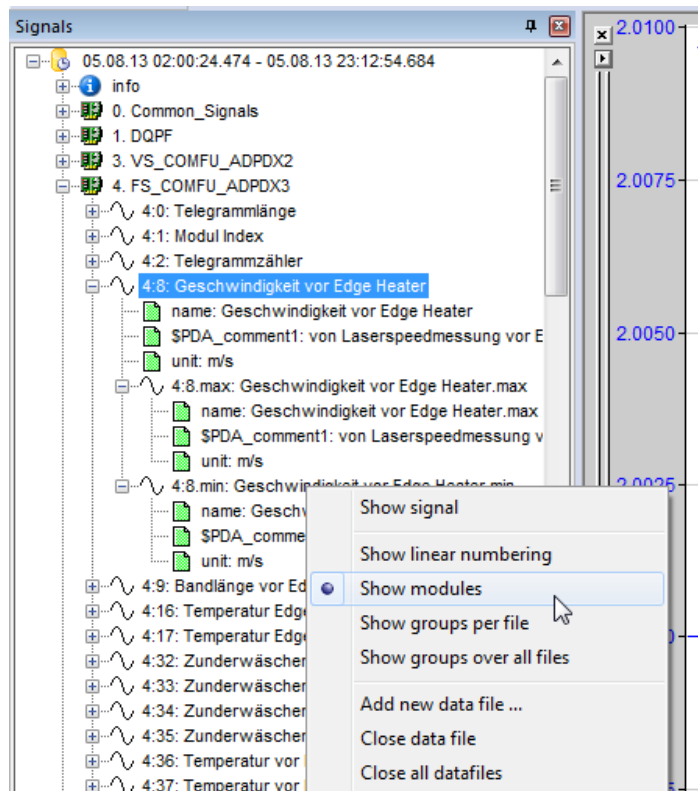 Signals
05.08.13 02:00:24.474 - 05.08.13 23:12:54.684
info
0. Common_Signals
1. DQPF
3. VS_COMFU_ADPDX2
4. FS_COMFU_ADPDX3
4:0: Telegrammlänge
4:1: Modul Index
4:2: Telegrammzähler
4:8: Geschwindigkeit vor Edge Heater
name: Geschwindigkeit vor Edge Heater
$PDA_comment1: von Laserspeedmessung vor E
unit: m/s
4:8.max: Geschwindigkeit vor Edge Heater.max
name: Geschwindigkeit vor Edge Heater.max
$PDA_comment1: von Laserspeedmessung v
unit: m/s
4:8.min: Geschwindigkeit vor Edge Heater.min
name: Geschw
$PDA_comme
unit: m/s
4:9: Bandlänge vor Ed
4:16: Temperatur Edge
4:17: Temperatur Edge
4:32: Zunderwäscher
4:33: Zunderwäscher
4:34: Zunderwäscher
4:35: Zunderwäscher
4:36: Temperatur vor
4:37: Temperatur vor
Show signal
Show linear numbering
Show modules
Show groups per file
Show groups over all files
Add new data file ...
Close data file
Close all datafiles
2.0100
2.0075
2.0050
2.0025